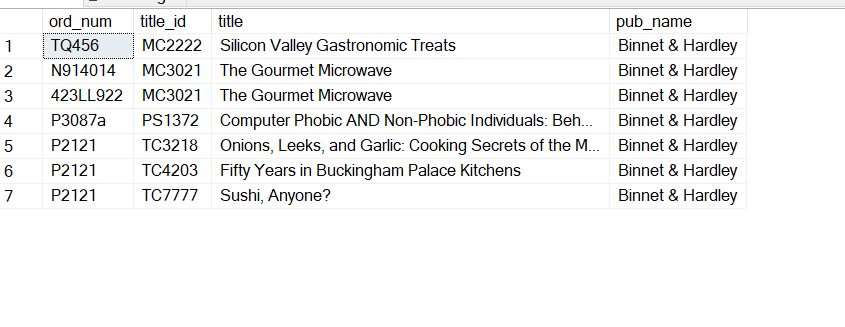 ord_num title_id title pub_name
1 TQ456 MC2222 Silicon Valley Gastronomic Treats Binnet & Hardley
2 N914014 MC3021 The Gourmet Microwave Binnet & Hardley
3 423LL922 MC3021 The Gourmet Microwave Binnet & Hardley
4 P3087a PS1372 Computer Phobic AND Non-Phobic Individuals: Beh... Binnet & Hardley
5 P2121 TC3218 Onions, Leeks, and Garlic: Cooking Secrets of the M... Binnet & Hardley
6 P2121 TC4203 Fifty Years in Buckingham Palace Kitchens Binnet & Hardley
7 P2121 TC7777 Sushi, Anyone? Binnet & Hardley